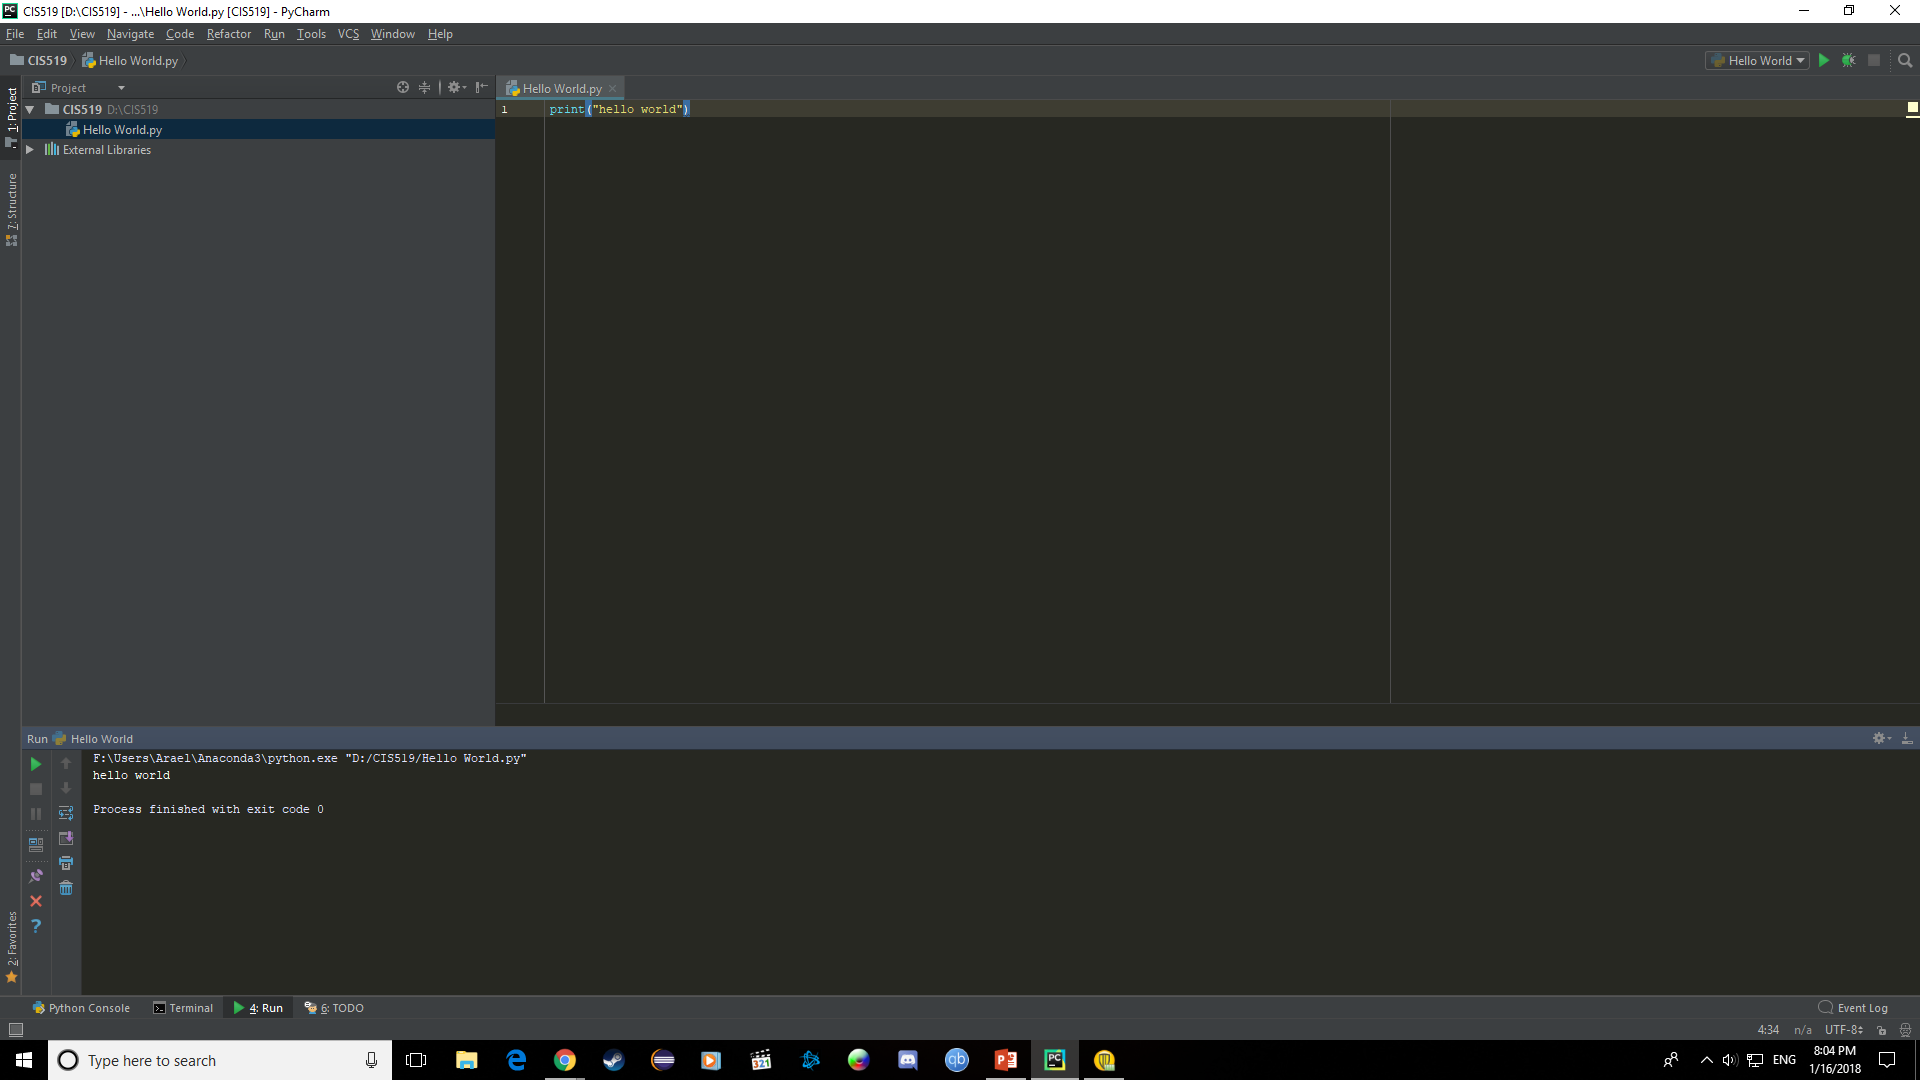 CIS519 [D:\CIS519] - ...\Hello World.py [CIS519] - PyCharm
File Edit View Navigate Code Refactor Run Tools VCS Window Help
CIS519 Hello World.py
Hello World
1: Project
Project
Hello World.py
CIS519 D:\CIS519
1 print("hello world")
Hello World.py
External Libraries
7: Structure
Run Hello World
F:\Users\Arael\Anaconda3\python.exe "D:/CIS519/Hello World.py"
hello world
Process finished with exit code 0
2: Favorites
Python Console Terminal 4: Run 6: TODO Event Log
4:34 n/a UTF-8
Type here to search
321
qb
PC
ENG
8:04 PM
1/16/2018